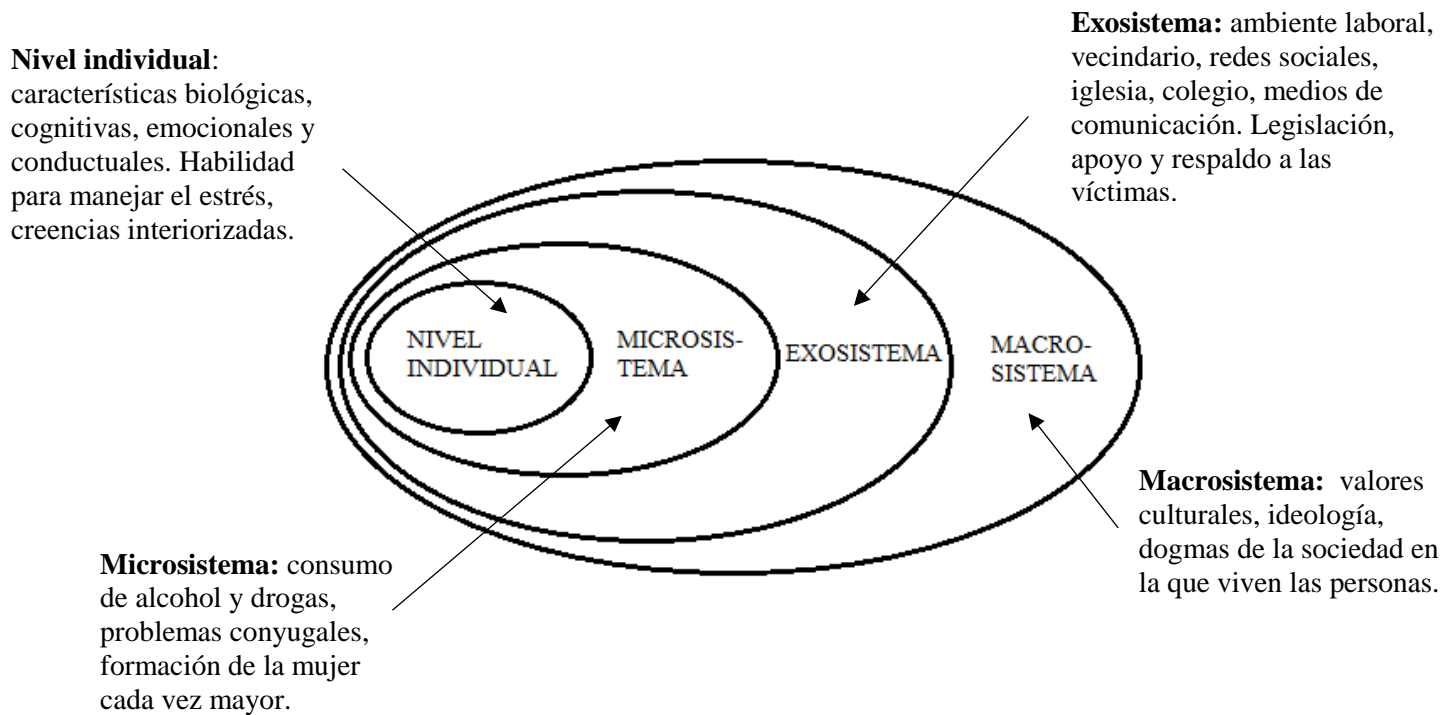 Nivel individual:
características biológicas,
cognitivas, emocionales y
conductuales. Habilidad
para manejar el estrés,
creencias interiorizadas.
Exosistema: ambiente laboral,
vecindario, redes sociales,
iglesia, colegio, medios de
comunicación. Legislación,
apoyo y respaldo a las
víctimas.
NIVEL
INDIVIDUAL
MICROSIS-
TEMA
EXOSISTEMA
MACRO-
SISTEMA
Microsistema: consumo
de alcohol y drogas,
problemas conyugales,
formación de la mujer
cada vez mayor.
Macrosistema: valores
culturales, ideología,
dogmas de la sociedad en
la que viven las personas.